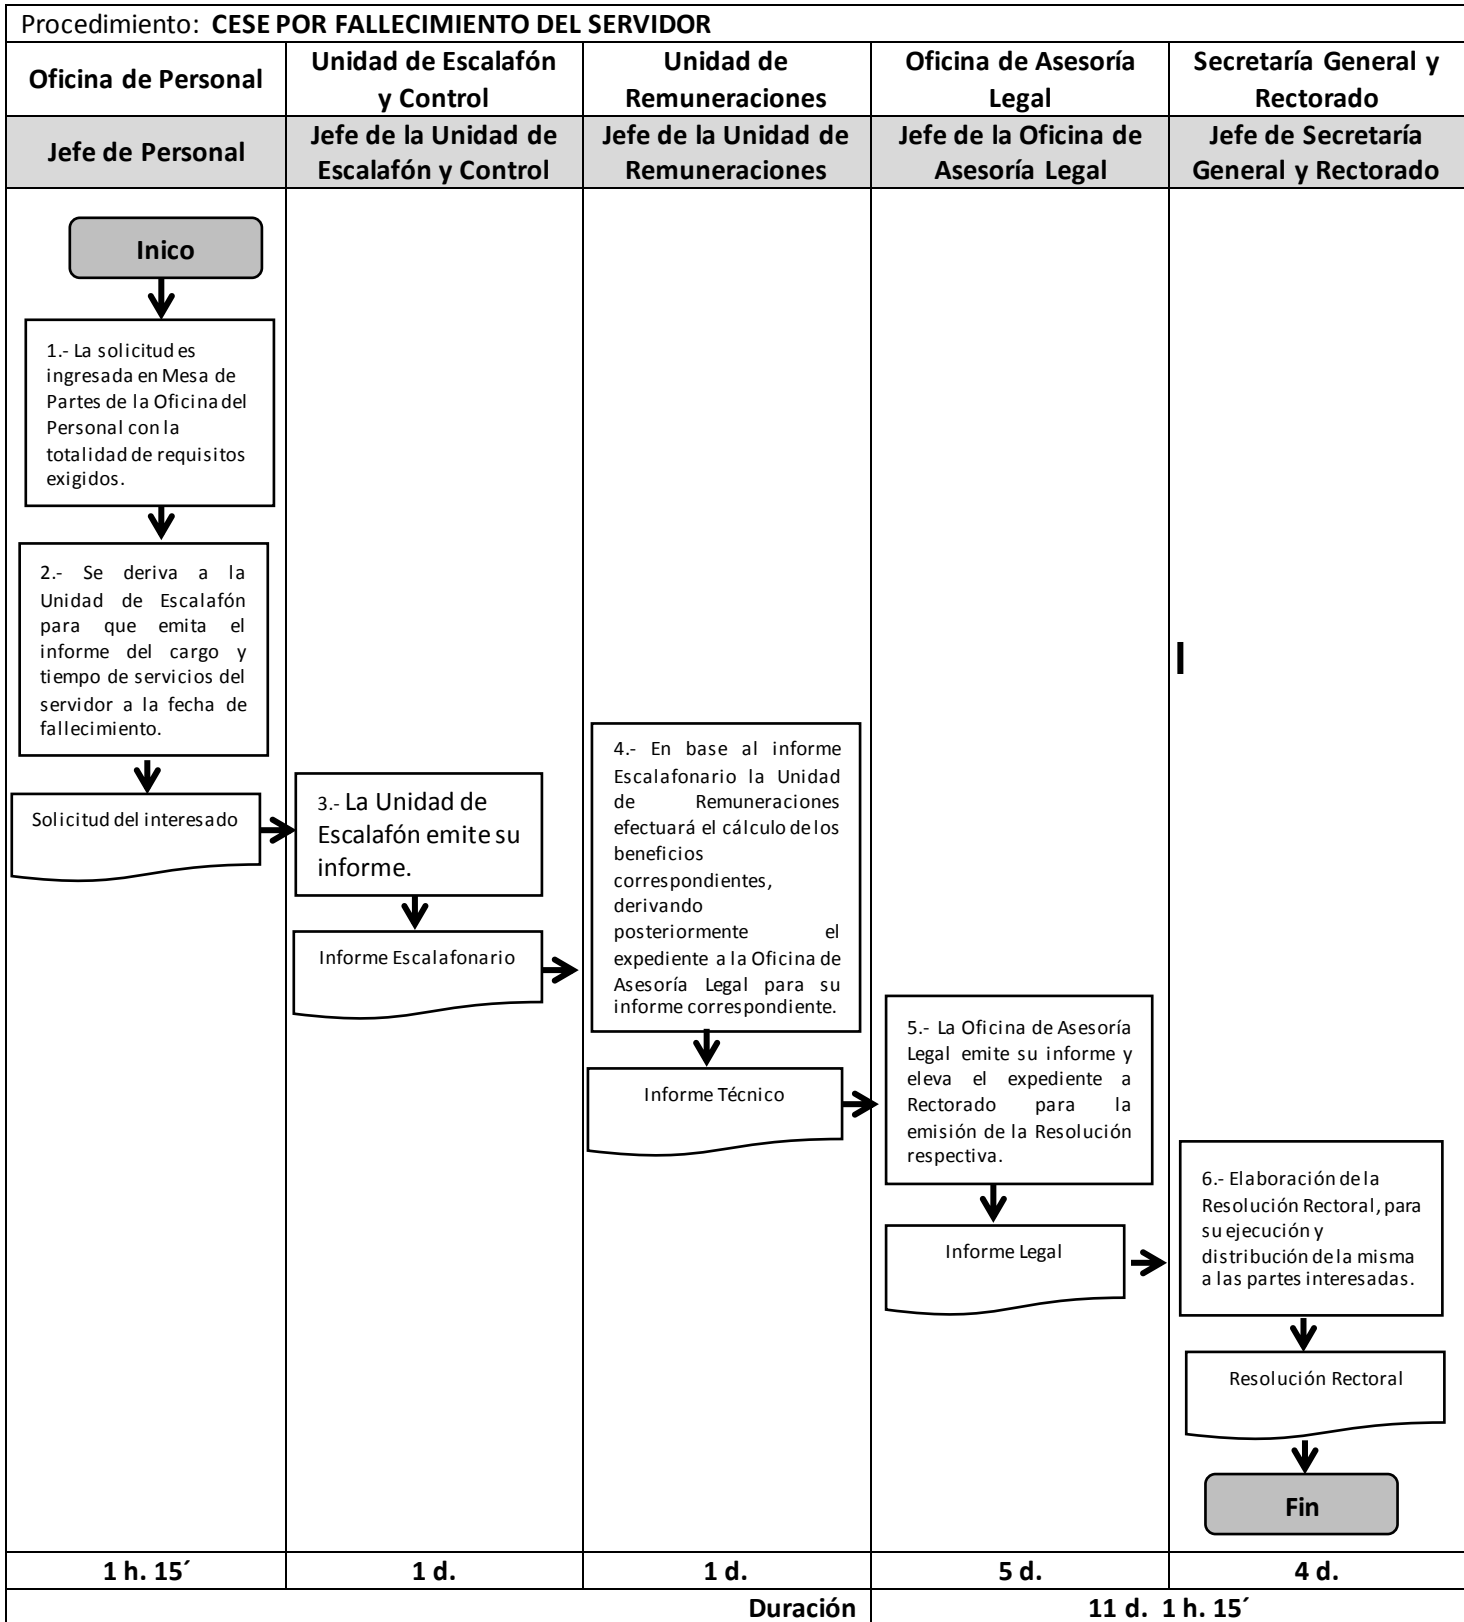 Procedimiento: CESE POR FALLECIMIENTO DEL SERVIDOR
Oficina de Personal
Unidad de Escalafón
y Control
Unidad de
Remuneraciones
Oficina de Asesoría
Legal
Secretaría General y
Rectorado
Jefe de Personal
Jefe de la Unidad de
Escalafón y Control
Jefe de la Unidad de
Remuneraciones
Jefe de la Oficina de
Asesoría Legal
Jefe de Secretaría
General y Rectorado
Inico
1.- La solicitud es
ingresada en Mesa de
Partes de la Oficina del
Personal con la
totalidad de requisitos
exigidos.
2.- Se deriva a la
Unidad de Escalafón
para que emita el
informe del cargo y
tiempo de servicios del
servidor a la fecha de
fallecimiento.
Solicitud del interesado
3.- La Unidad de
Escalafón emite su
informe.
Informe Escalafonario
4.- En base al informe
Escalafonario la Unidad
de Remuneraciones
efectuará el cálculo de los
beneficios
correspondientes,
derivando
posteriormente el
expediente a la Oficina de
Asesoría Legal para su
informe correspondiente.
Informe Técnico
5.- La Oficina de Asesoría
Legal emite su informe y
eleva el expediente a
Rectorado para la
emisión de la Resolución
respectiva.
Informe Legal
l
6.- Elaboración de la
Resolución Rectoral, para
su ejecución y
distribución de la misma
a las partes interesadas.
Resolución Rectoral
Fin
1 h. 15´
1 d.
1 d.
5 d.
4 d.
Duración
11 d. 1 h. 15´